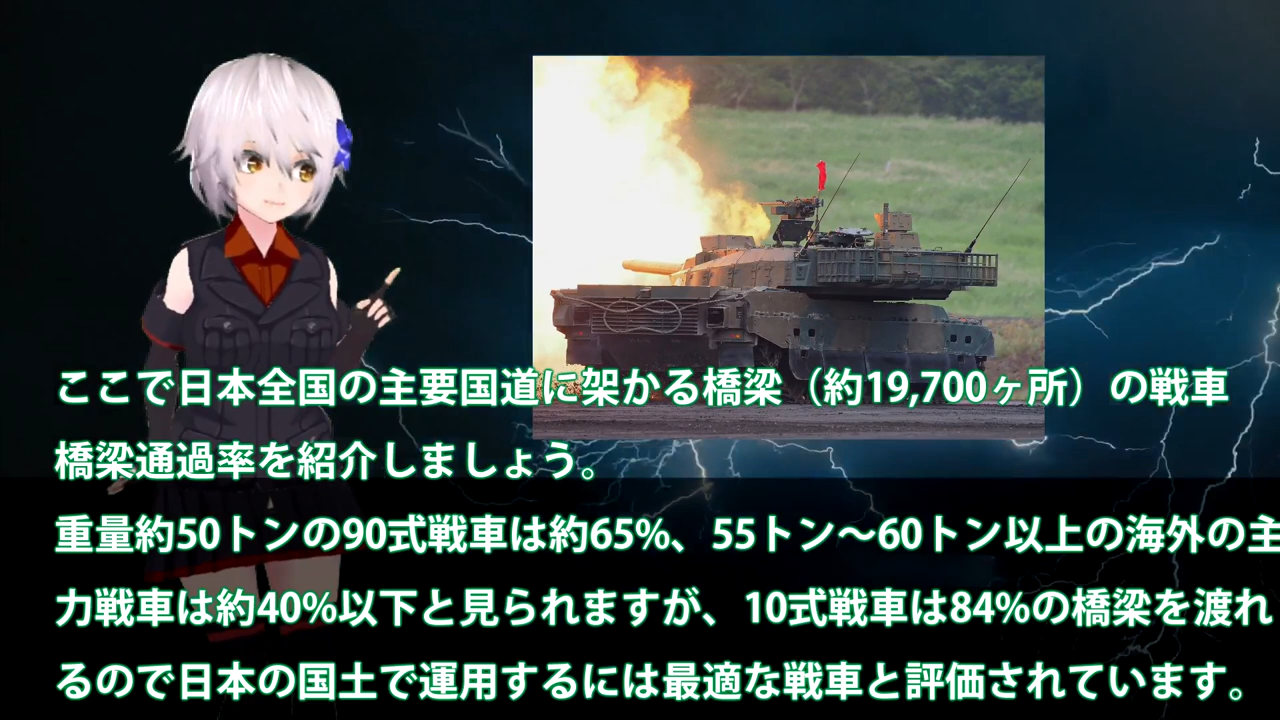 ここで日本全国の主要国道に架かる橋梁（約19,700ヶ所）の戦車
橋梁通過率を紹介しましょう。
重量約50トンの90式戦車は約65%、55トン～60トン以上の海外の主
力戦車は約40%以下と見られますが、10式戦車は84%の橋梁を渡れ
るので日本の国土で運用するには最適な戦車と評価されています。